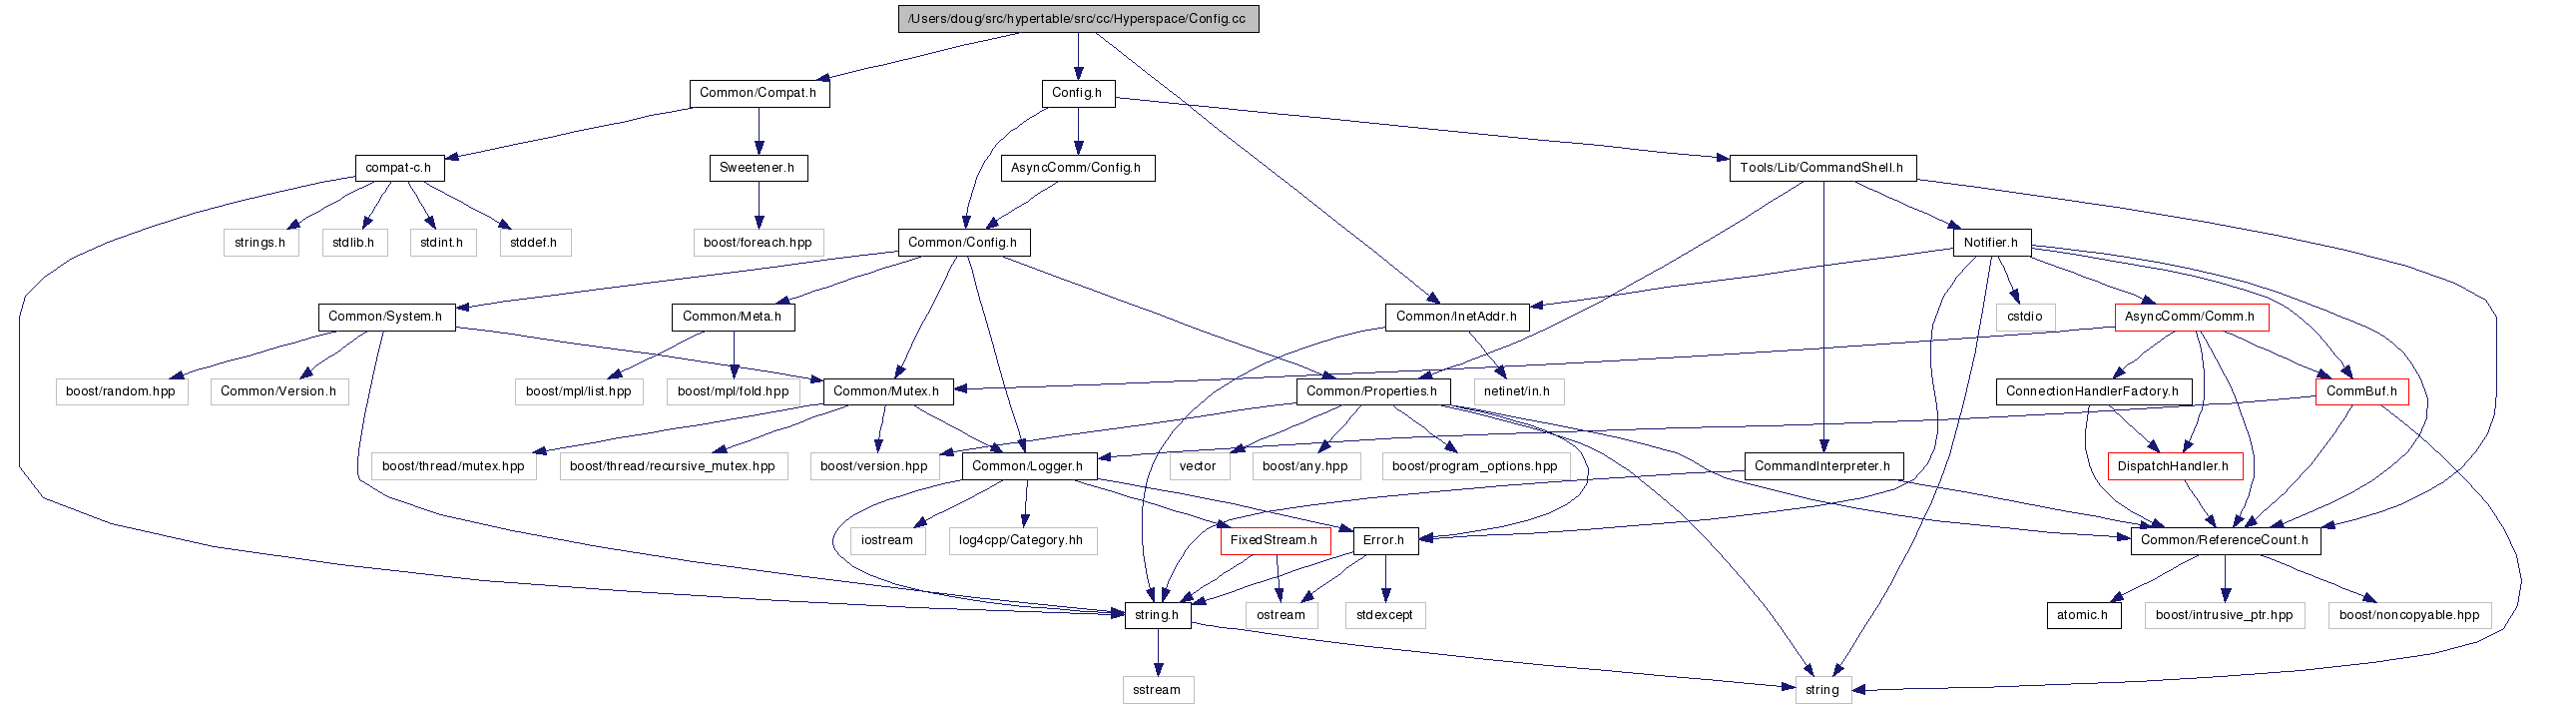 /Users/doug/src/hypertable/src/cc/Hyperspace/Config.cc
Common/Compat.h
Config.h
compat-c.h
Sweetener.h
AsyncComm/Config.h
Tools/Lib/CommandShell.h
strings.h
stdlib.h
stdint.h
stddef.h
boost/foreach.hpp
Common/Config.h
Notifier.h
Common/System.h
Common/Meta.h
Common/InetAddr.h
cstdio
AsyncComm/Comm.h
boost/random.hpp
Common/Version.h
boost/mpl/list.hpp
boost/mpl/fold.hpp
Common/Mutex.h
Common/Properties.h
netinet/in.h
ConnectionHandlerFactory.h
CommBuf.h
boost/thread/mutex.hpp
boost/thread/recursive_mutex.hpp
boost/version.hpp
Common/Logger.h
vector
boost/any.hpp
boost/program_options.hpp
CommandInterpreter.h
DispatchHandler.h
iostream
log4cpp/Category.hh
FixedStream.h
Error.h
Common/ReferenceCount.h
string.h
ostream
stdexcept
atomic.h
boost/intrusive_ptr.hpp
boost/noncopyable.hpp
sstream
string